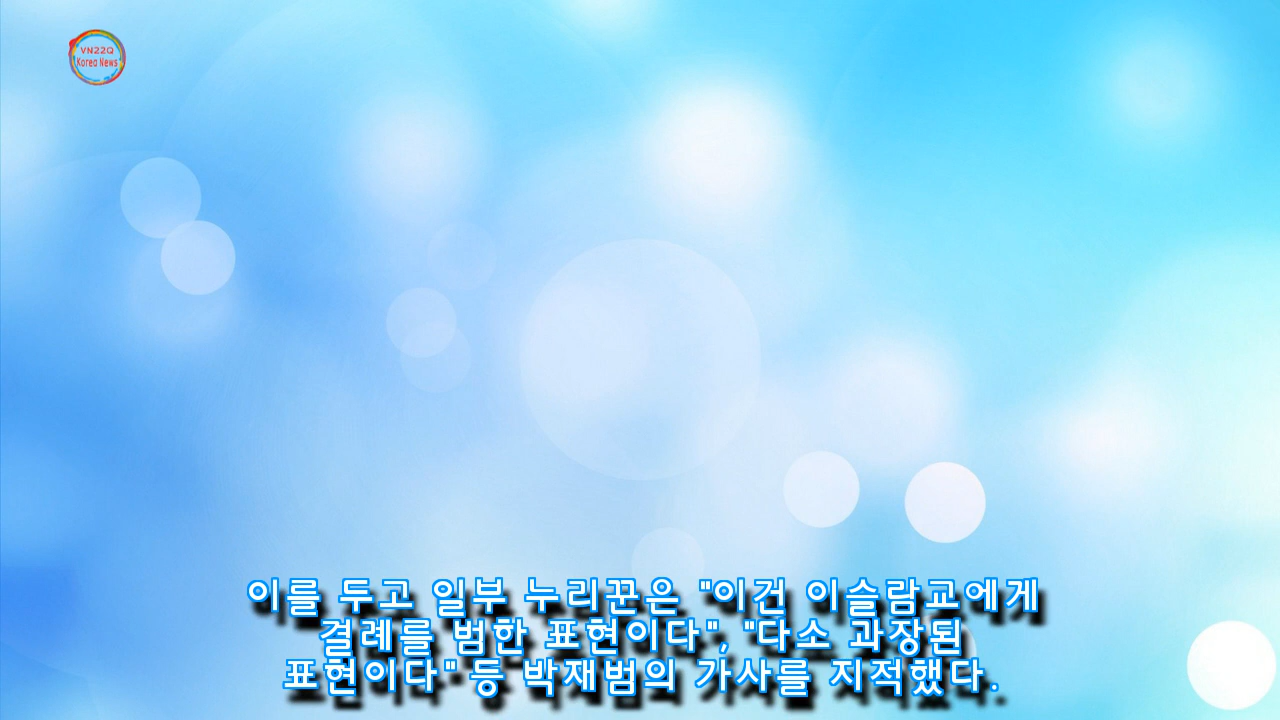 VN22Q
Korea News
이를 두고 일부 누리꾼은 "이건 이슬람교에게
결례를 범한 표현이다", "다소 과장된
표현이다" 등 박재범의 가사를 지적했다.